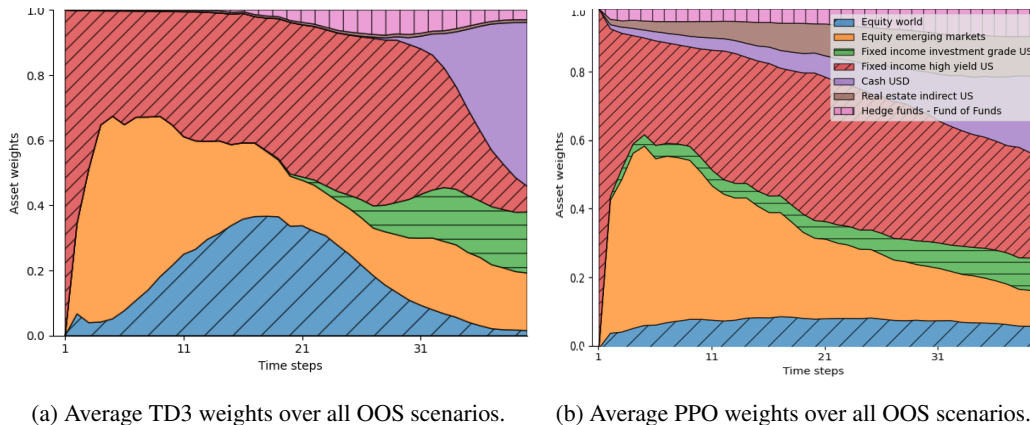 1.0
0.8
0.6
0.4
0.2
0.0
Asset weights
1
11
21
31
Time steps
(a) Average TD3 weights over all OOS scenarios.
1.0
0.8
0.6
0.4
0.2
0.0
Asset weights
1
11
21
31
Time steps
Equity world
Equity emerging markets
Fixed income investment grade US
Fixed income high yield US
Cash USD
Real estate indirect US
Hedge funds - Fund of Funds
(b) Average PPO weights over all OOS scenarios.